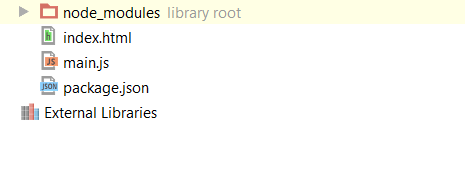 node_modules library root
index.html
main.js
package.json
External Libraries